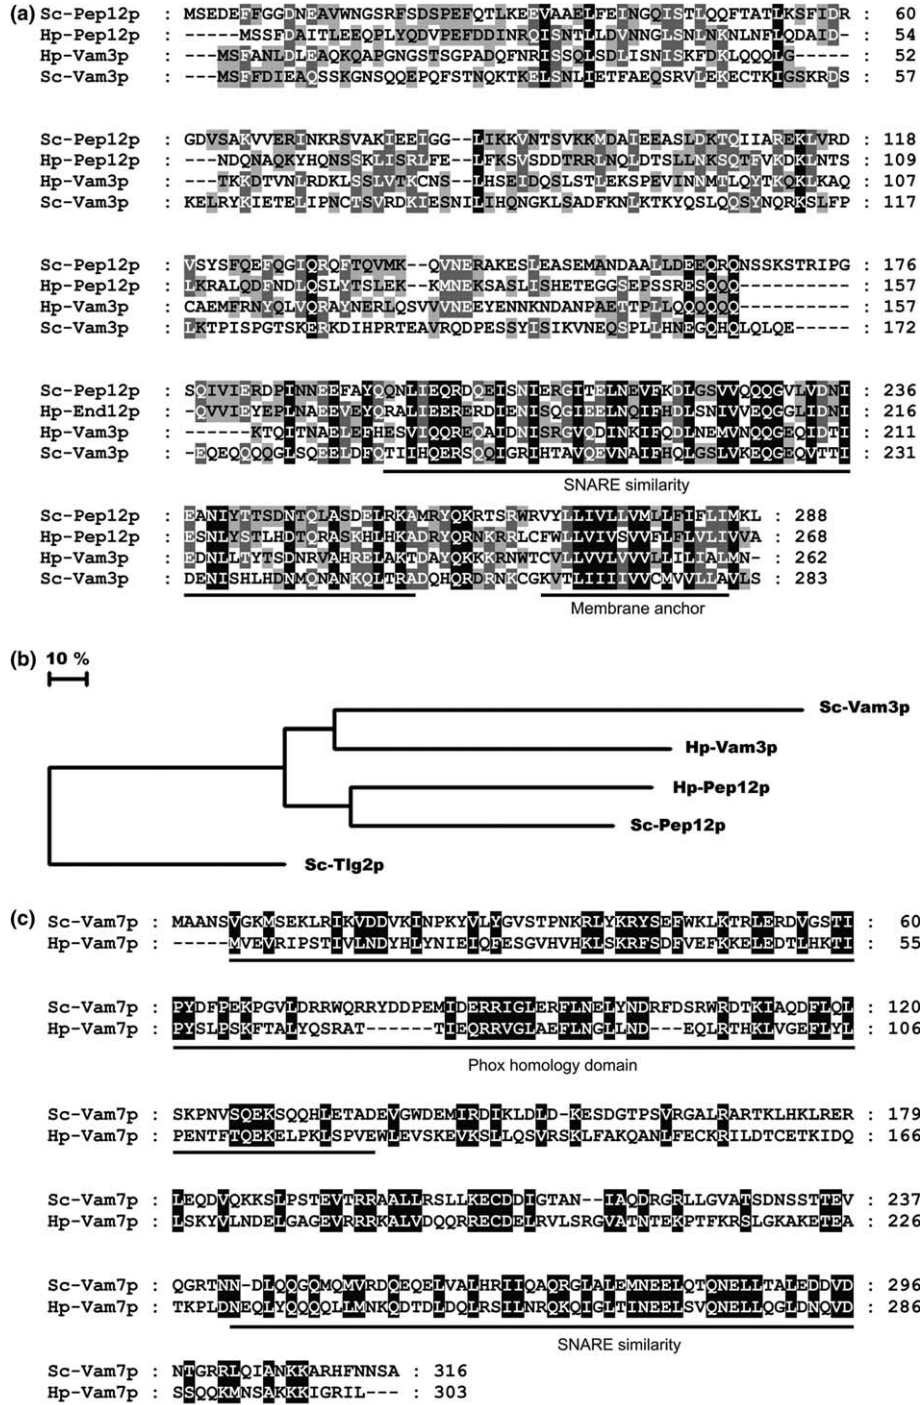 (a) Sc-Pep12p : MSEDEFFGGDNEAVWNGSRFSDSPEFQTLKEEVAAELFEINGQISTLQQFTATLKSFIDR : 60
Hp-Pep12p : -----MSSFDAITLEEQPLYQDVPEFDDINRQISNTLLDVNNGLSNLNKNLNFLQDAID- : 54
Hp-Vam3p : ---MSFANLDLEAQKQAPGNGSTSGPADQFNRISSQLSDLISNISKFDKLQQQLG----- : 52
Sc-Vam3p : ---MSFFDIEAQSSKGNSQQEPQFSTNQKTKELSNLIETFAEQSRVLEKECTKIGSKRDS : 57
Sc-Pep12p : GDVSAKVVERINKRSVAKIEEIGG--LIKKVNTSVKKMDAIEEASLDKTQIIAREKLVRD : 118
Hp-Pep12p : ---NDQNAQKYHQNSSKLISRLFE--LFKSVSDDTRRLNQLDTSLLNKSQTFVKDKLNTS : 109
Hp-Vam3p : ---TKKDTVNLRDKLSSLVTKCNS--LHSEIDQSLSTLEKSPEVINNMTLQYTKQKLKAQ : 107
Sc-Vam3p : KELRYKIETELIPNCTSVRDKIESNILIHQNGKLSADFKNLKTKYQSLQQSYNQRKSLFP : 117
Sc-Pep12p : VSYSFQEFQGIQRQFTQVMK--QVNERAKESLEASEMANDAALLDEEQRQNSSKSTRIPG : 176
Hp-Pep12p : LKRALQDFNDLQSLYTSLEK--KMNEKSASLISHETEGGSEPSSRESQQQ---------- : 157
Hp-Vam3p : CAEMFRNYQLVQRAYNERLQSVVVNEEYENNKNDANPAETTPLLQQQQQQ---------- : 157
Sc-Vam3p : LKTPISPGTSKERKDIHPRTEAVRQDPESSYISIKVNEQSPLLHNEGQHQLQLQE----- : 172
Sc-Pep12p : SQIVIERDPINNEEFAYQQNLIEQRDQEISNIERGITELNEVFKDLGSVVQQQGVLVDNI : 236
Hp-End12p : -QVVIEYEPLNAEEVEYQRALIEERERDIENISQGIEELNQIFHDLSNIVVEQGGLIDNI : 216
Hp-Vam3p : ------KTQITNAELEFHESVIQQREQAIDNISRGVQDINKIFQDLNEMVNQQGEQIDTI : 211
Sc-Vam3p : -EQEQQQQGLSQEELDFQTIIHQERSQQIGRIHTAVQEVNAIFHQLGSLVKEQGEQVTTI : 231
SNARE similarity
Sc-Pep12p : EANIYTTSDNTQLASDELRKAMRYQKRTSRWRVYLLIVLLVMLLFIFLIMKL : 288
Hp-Pep12p : ESNLYSTLHDTQRASKHLHKADRYQRNKRRLCFWLLVIVSVVFLFLVLIVVA : 268
Hp-Vam3p : EDNLLTYTSDNRVAHRELAKTDAYQKKKRNWTCVLLVVLVVVLLILIALMN- : 262
Sc-Vam3p : DENISHLHDNMQNANKQLTRADQHQRDRNKCGKVTLIIIIVVCMVVLLAVLS : 283
Membrane anchor
(b) 10 %
Sc-Vam3p
Hp-Vam3p
Hp-Pep12p
Sc-Pep12p
Sc-Tlg2p
(c) Sc-Vam7p : MAANSVGKMSEKLRIKVDDVKINPKYVLYGVSTPNKRLYKRYSEFWKLKTRLERDVGSTI : 60
Hp-Vam7p : -----MVEVRIPSTIVLNDYHLYNIEIQFESGVHVHKLSKRFSDFVEFKKELEDTLHKTI : 55
Sc-Vam7p : PYDFPEKPGVLDRRWQRRYDDPEMIDERRIGLERFLNELYNDRFDSRWRDTKIAQDFLQL : 120
Hp-Vam7p : PYSLPSKFTALYQSRAT------TIEQRRVGLAEFLNGLLND---EQLRTHKLVGEFLYL : 106
Phox homology domain
Sc-Vam7p : SKPNVSQEKSQQHLETADEVGWDEMIRDIKLDLD-KESDGTPSVRGALRARTKLHKLRER : 179
Hp-Vam7p : PENTFTQEKELPKLSPVEWLEVSKEVKSLLQSVRSKLFAKQANLFECKRILDTCETKIDQ : 166
Sc-Vam7p : LEQDVQKKSLPSTEVTRRAALLRSLLKECDDIGTAN--IAQDRGRLLGVATSDNSSTTEV : 237
Hp-Vam7p : LSKYVLNDELGAGEVRRRKALVDQQRRECDELRVLSRGVATNTEKPTFKRSLGKAKETEA : 226
Sc-Vam7p : QGRTNN-DLQQGQMQMVRDQEQELVALHRIIQAQRGLALEMNEELQTQNELLTALEDDVD : 296
Hp-Vam7p : TKPLDNEQLYQQQQLLMNKQDTDLDQLRSILNRQKQIGLTINEELSVQNELLQGLDNQVD : 286
SNARE similarity
Sc-Vam7p : NTGRRLQIANKKARHFNNSA : 316
Hp-Vam7p : SSQQKMNSAKKKIGRIL--- : 303